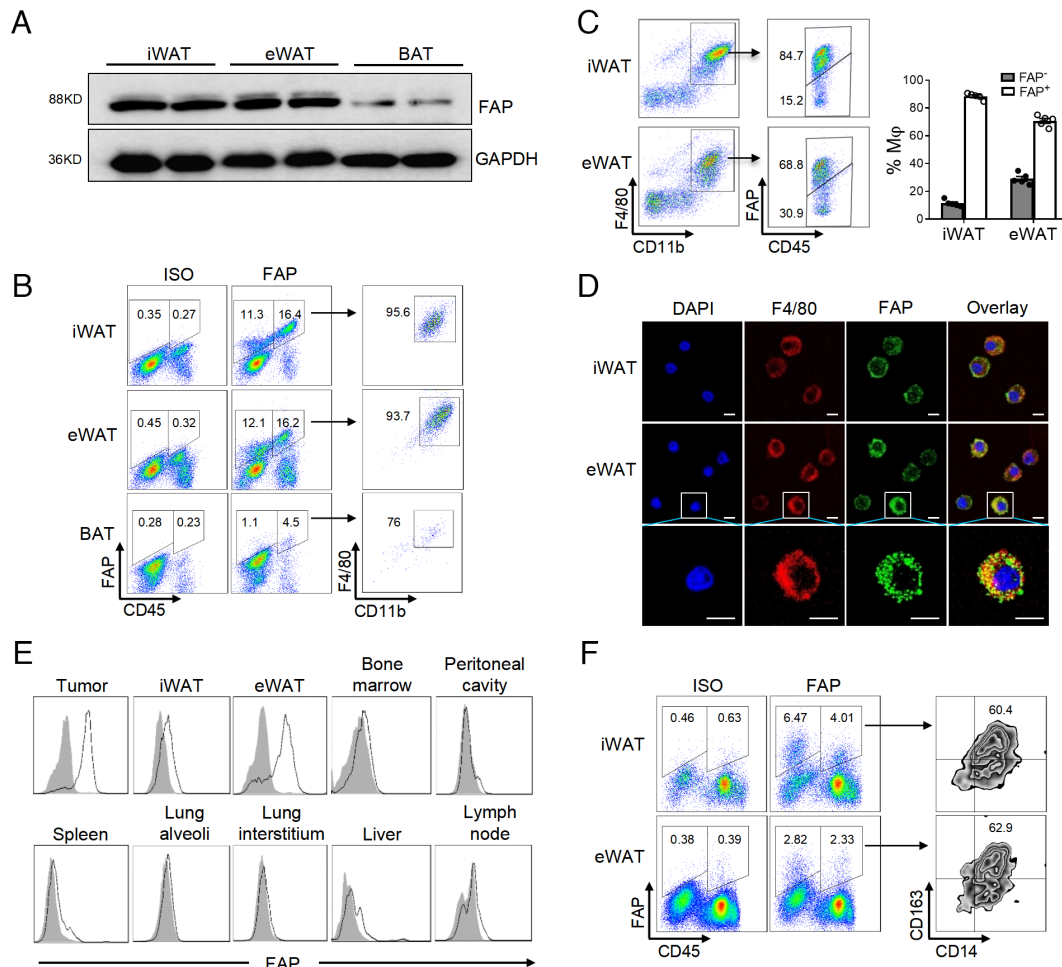 A
iWAT eWAT BAT
88KD FAP
36KD GAPDH
B
ISO FAP
iWAT
0.35 0.27 11.3 16.4 95.6
eWAT
0.45 0.32 12.1 16.2 93.7
BAT
0.28 0.23 1.1 4.5 76
FAP
CD45
F4/80
CD11b
C
iWAT
84.7
15.2
eWAT
68.8
30.9
F4/80
CD11b
FAP
CD45
FAP-
FAP+
% Mφ
100
80
60
40
20
0
iWAT eWAT
D
DAPI F4/80 FAP Overlay
iWAT
eWAT
E
Tumor iWAT eWAT Bone marrow Peritoneal cavity
Spleen Lung alveoli Lung interstitium Liver Lymph node
FAP
F
ISO FAP
iWAT
0.46 0.63 6.47 4.01 60.4
eWAT
0.38 0.39 2.82 2.33 62.9
FAP
CD45
CD163
CD14